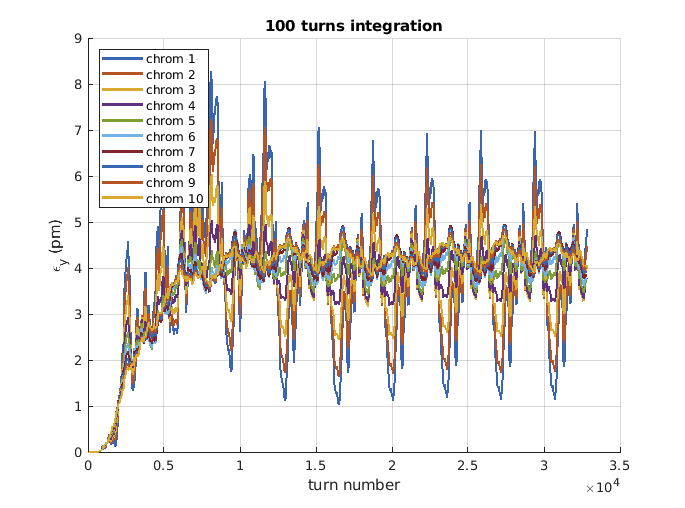 100 turns integration
9
8
7
6
5
4
3
2
1
0
ϵy (pm)
chrom 1
chrom 2
chrom 3
chrom 4
chrom 5
chrom 6
chrom 7
chrom 8
chrom 9
chrom 10
0 0.5 1 1.5 2 2.5 3 3.5
turn number
×10^4